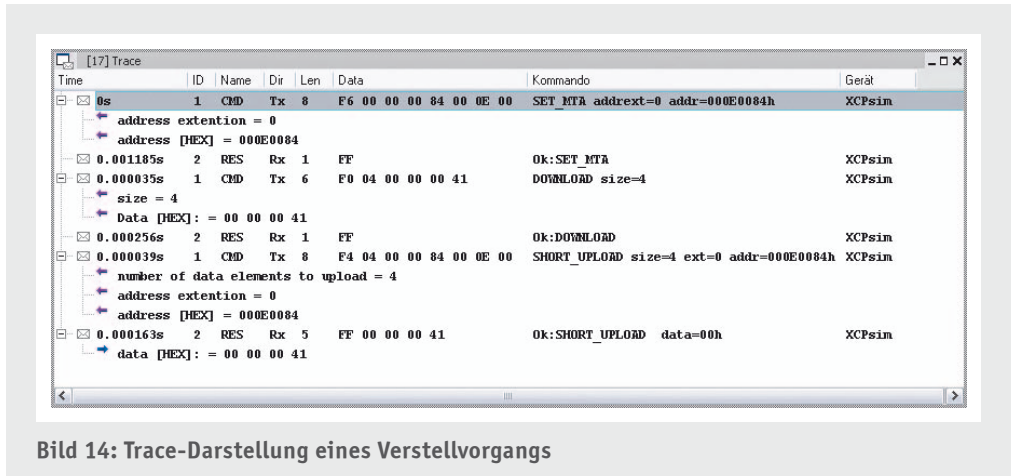 [17] Trace
Time ID Name Dir Len Data Kommando Gerät
0s 1 CMD Tx 8 F6 00 00 00 84 00 0E 00 SET_MTA addrext=0 addr=000E0084h XCPsim
address extention = 0
address [HEX] = 000E0084
0.001185s 2 RES Rx 1 FF Ok:SET_MTA XCPsim
0.000035s 1 CMD Tx 6 F0 04 00 00 00 41 DOWNLOAD size=4 XCPsim
size = 4
Data [HEX]: = 00 00 00 41
0.000256s 2 RES Rx 1 FF Ok:DOWNLOAD XCPsim
0.000039s 1 CMD Tx 8 F4 04 00 00 84 00 0E 00 SHORT_UPLOAD size=4 ext=0 addr=000E0084h XCPsim
number of data elements to upload = 4
address extention = 0
address [HEX] = 000E0084
0.000163s 2 RES Rx 5 FF 00 00 00 41 Ok:SHORT_UPLOAD data=00h XCPsim
data [HEX]: = 00 00 00 41
Bild 14: Trace-Darstellung eines Verstellvorgangs